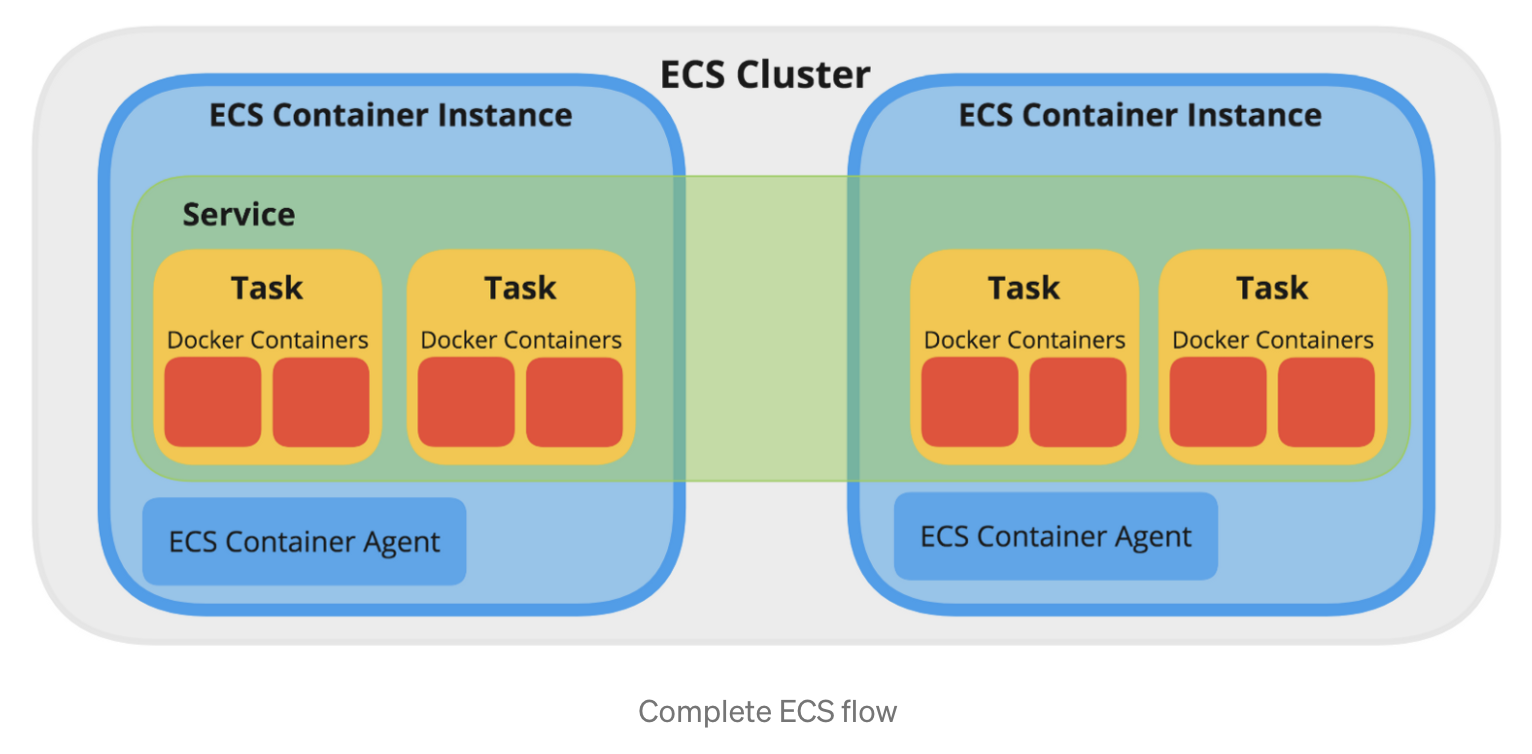 ECS Cluster
ECS Container Instance
ECS Container Instance
Service
Task
Task
Task
Task
Docker Containers
Docker Containers
Docker Containers
Docker Containers
ECS Container Agent
ECS Container Agent
Complete ECS flow